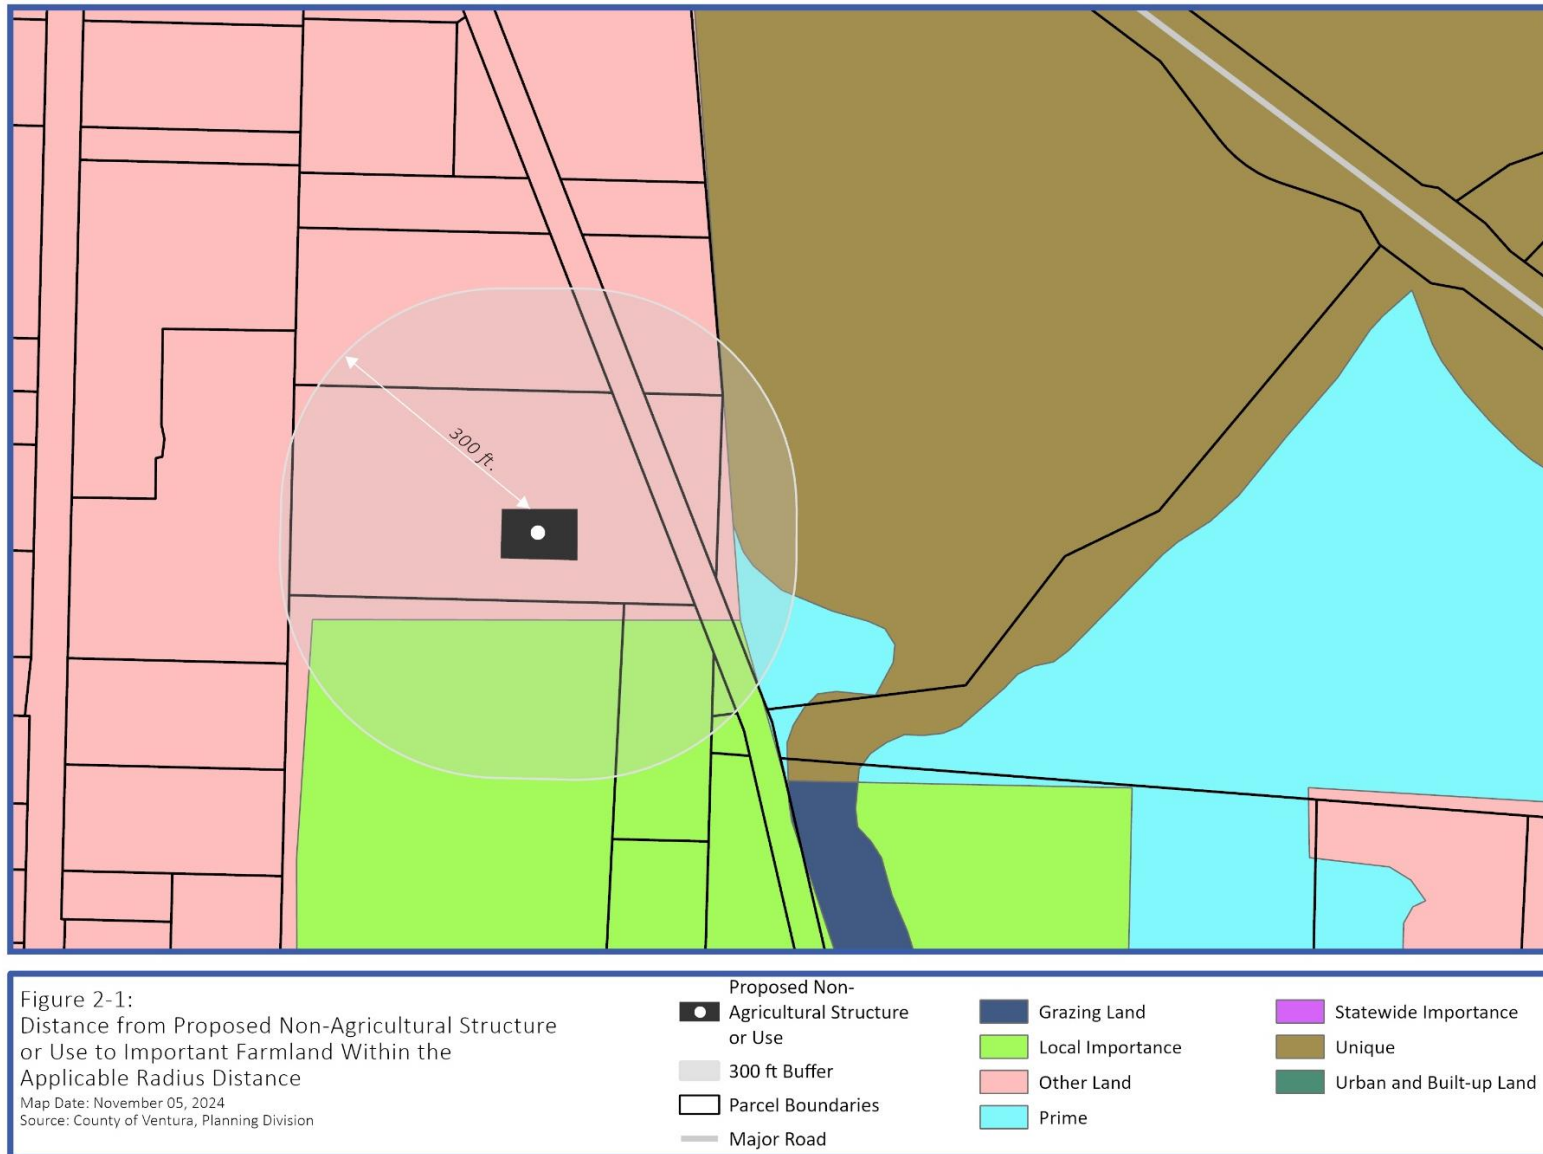 300 ft.
Figure 2-1:
Distance from Proposed Non-Agricultural Structure
or Use to Important Farmland Within the
Applicable Radius Distance
Map Date: November 05, 2024
Source: County of Ventura, Planning Division
Proposed Non-
Agricultural Structure
or Use
300 ft Buffer
Parcel Boundaries
Major Road
Grazing Land
Local Importance
Other Land
Prime
Statewide Importance
Unique
Urban and Built-up Land